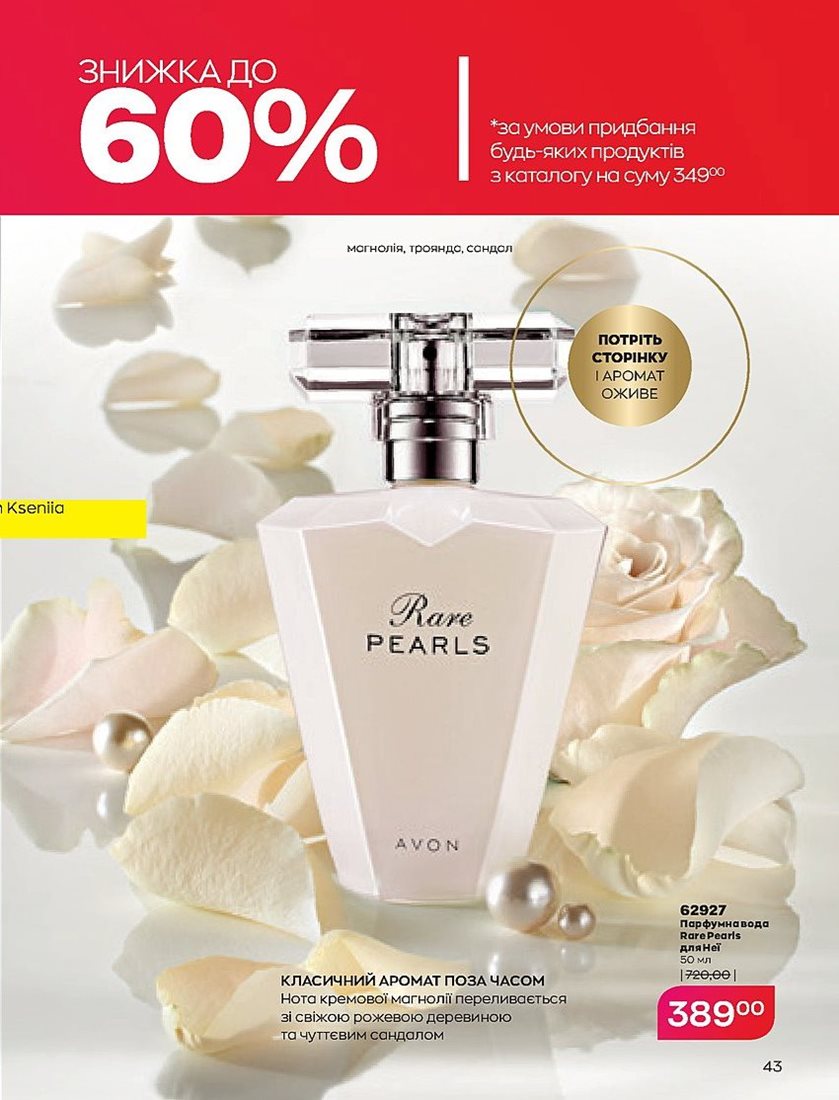 ЗНИЖКА ДО
60%
*за умови придбання
будь-яких продуктів
з каталогу на суму 349⁰⁰
магнолія, троянда, сандал
ПОТРІТЬ
СТОРІНКУ
І АРОМАТ
ОЖИВЕ
Kseniia
Rare
PEARLS
AVON
62927
Парфумна вода
Rare Pearls
для Неї
50 мл
|720,00|
389⁰⁰
КЛАСИЧНИЙ АРОМАТ ПОЗА ЧАСОМ
Нота кремової магнолії переливається
зі свіжою рожевою деревиною
та чуттєвим сандалом
43